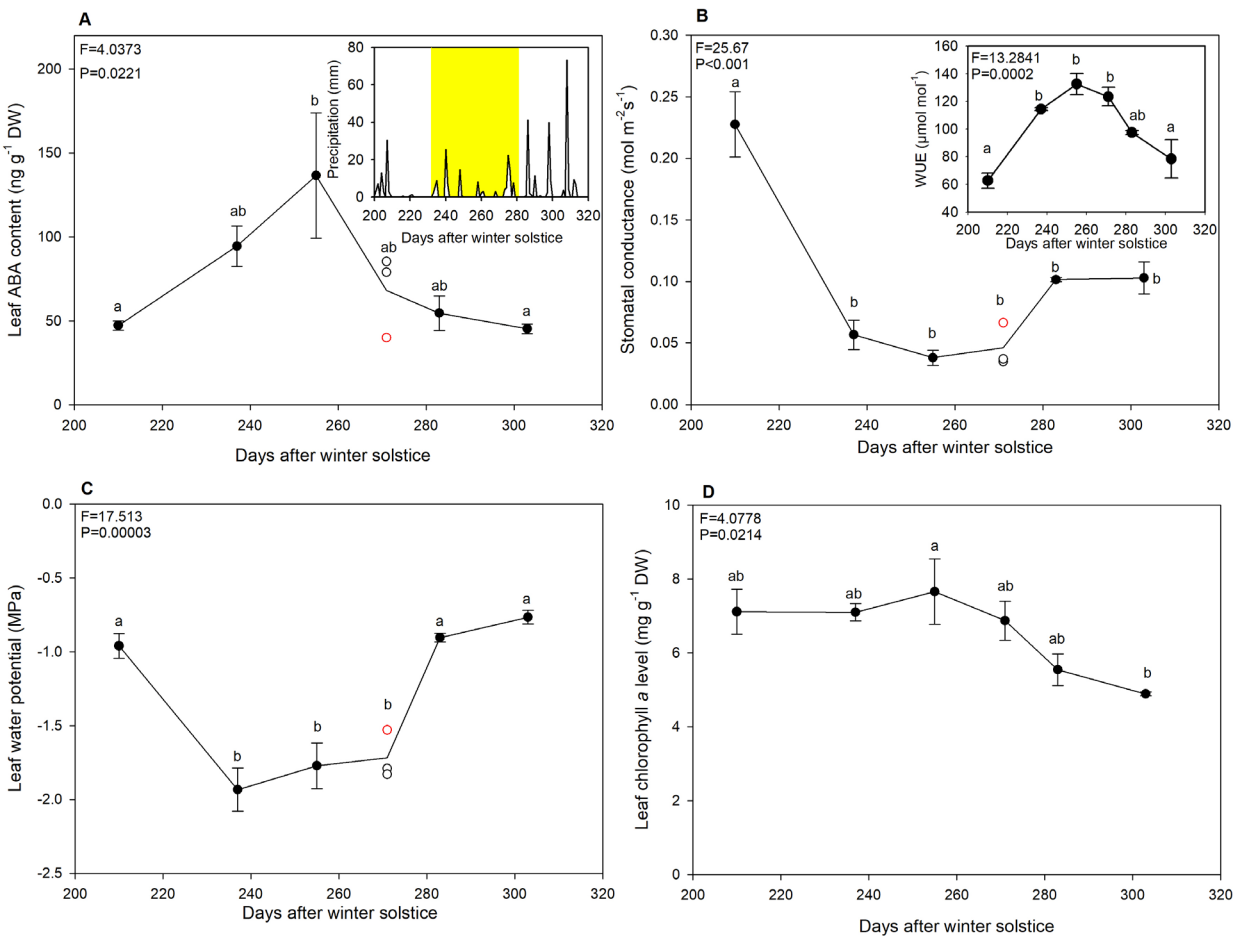 A
F=4.0373
P=0.0221
Leaf ABA content (ng g⁻¹ DW)
200
150
100
50
0
200 220 240 260 280 300 320
Days after winter solstice
a
ab
b
ab
ab
a
Precipitation (mm)
80
60
40
20
0
200 220 240 260 280 300 320
Days after winter solstice
B
F=25.67
P<0.001
Stomatal conductance (mol m⁻²s⁻¹)
0.30
0.25
0.20
0.15
0.10
0.05
0.00
200 220 240 260 280 300 320
Days after winter solstice
a
b
b
b
b
b
F=13.2841
P=0.0002
WUE (µmol mol⁻¹)
160
140
120
100
80
60
40
200 220 240 260 280 300 320
Days after winter solstice
a
b
b
b
ab
a
C
F=17.513
P=0.00003
Leaf water potential (MPa)
0.0
-0.5
-1.0
-1.5
-2.0
-2.5
200 220 240 260 280 300 320
Days after winter solstice
a
b
b
b
a
a
D
F=4.0778
P=0.0214
Leaf chlorophyll a level (mg g⁻¹ DW)
10
8
6
4
2
0
200 220 240 260 280 300 320
Days after winter solstice
ab
ab
a
ab
ab
b